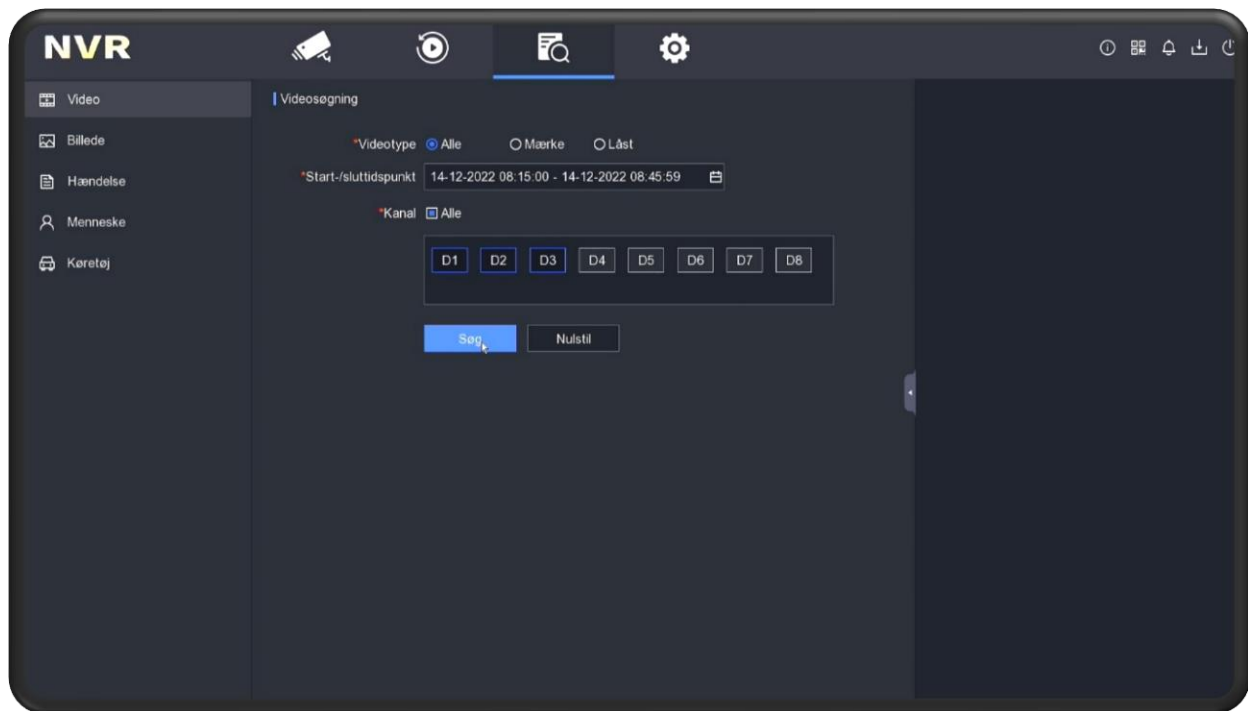 NVR
Video
Billede
Hændelse
Menneske
Køretøj
Videosøgning
*Videotype Alle Mærke Låst
*Start-/sluttidspunkt 14-12-2022 08:15:00 - 14-12-2022 08:45:59
*Kanal Alle
D1 D2 D3 D4 D5 D6 D7 D8
Søg Nulstil